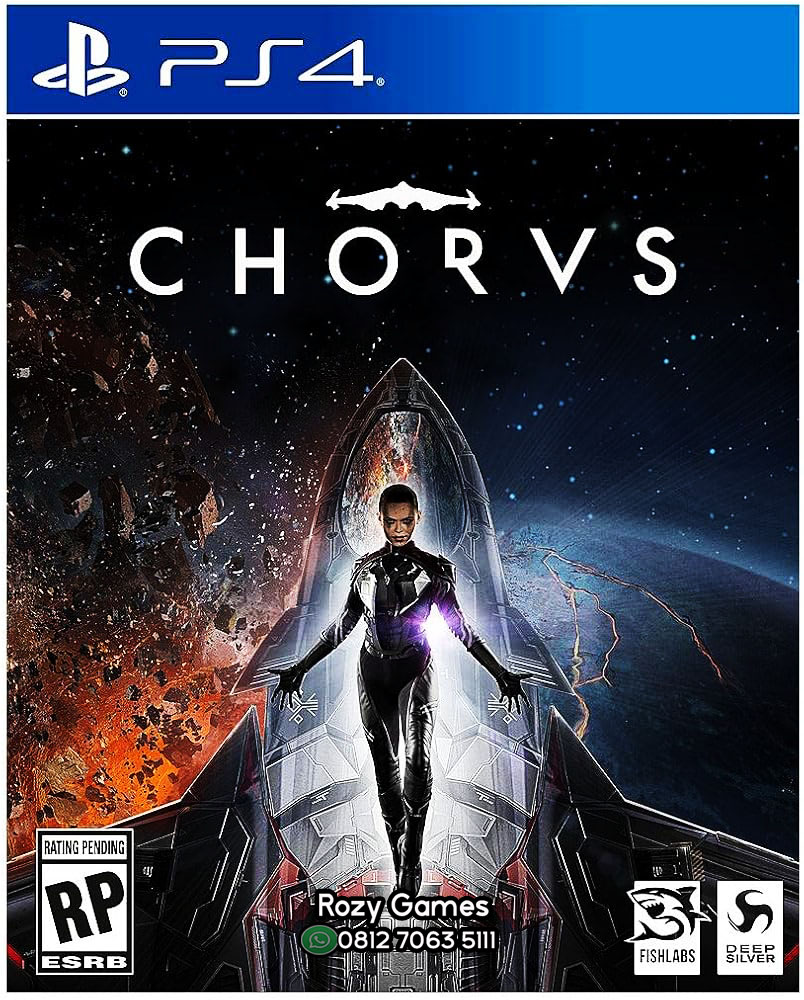 PS4
CHORVS
RATING PENDING
RP
ESRB
Rozy Games
0812 7063 5111
FISHLABS
DEEP
SILVER